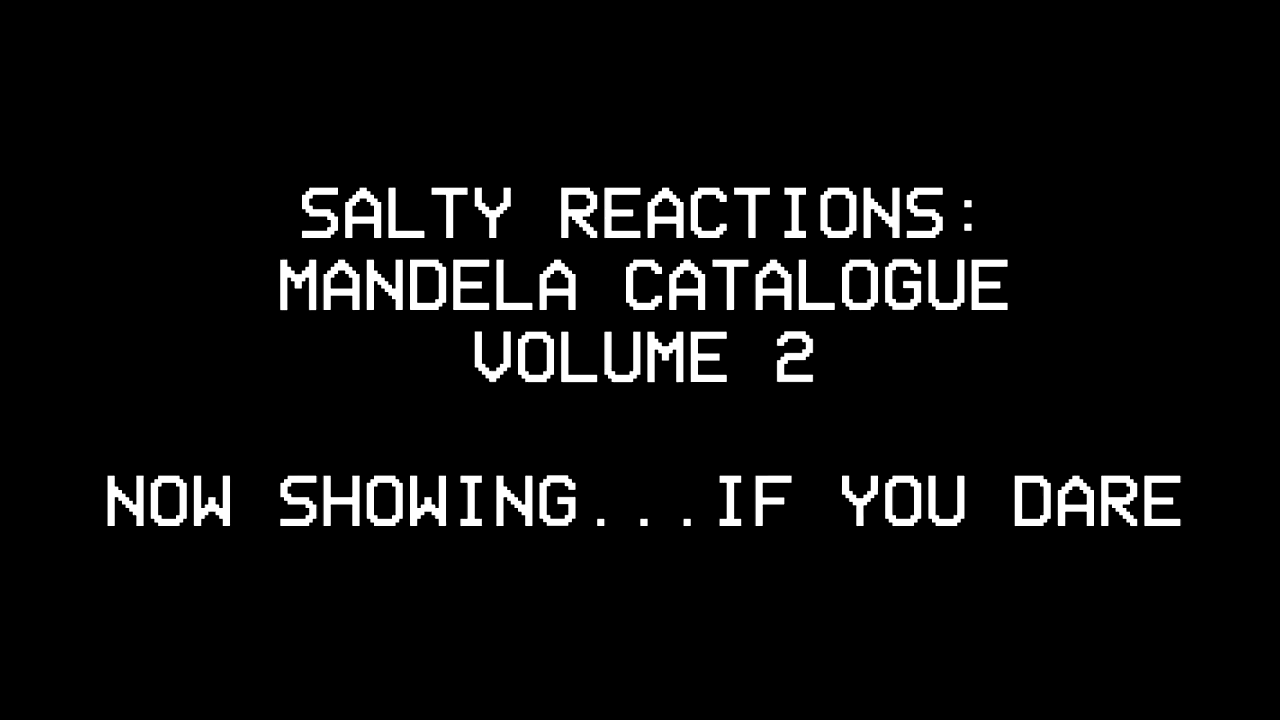 SALTY REACTIONS:
MANDELA CATALOGUE
VOLUME 2
NOW SHOWING...IF YOU DARE